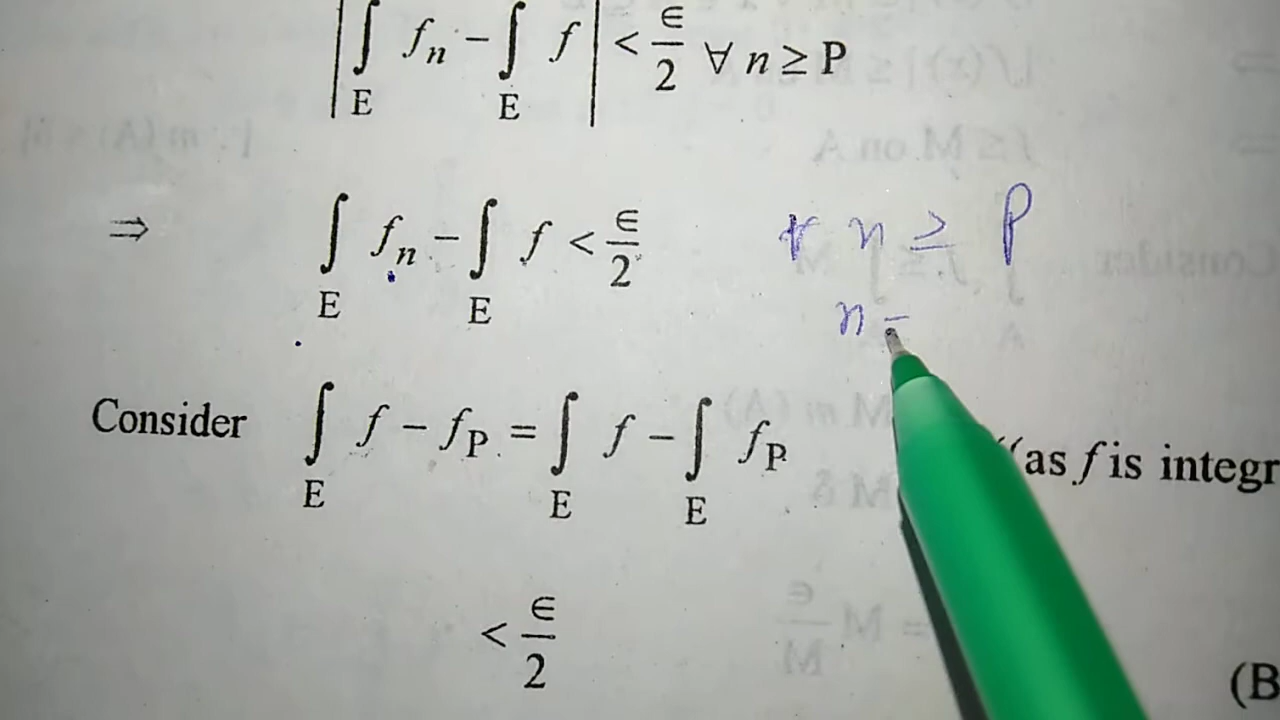 | ∫_E f_n − ∫_E f | < ∈/2 ∀ n ≥ P
⇒ ∫_E f_n − ∫_E f < ∈/2 ∀ n ≥ P
n −
Consider ∫_E f − f_P = ∫_E f − ∫_E f_P (as f is integr
< ∈/2
(B